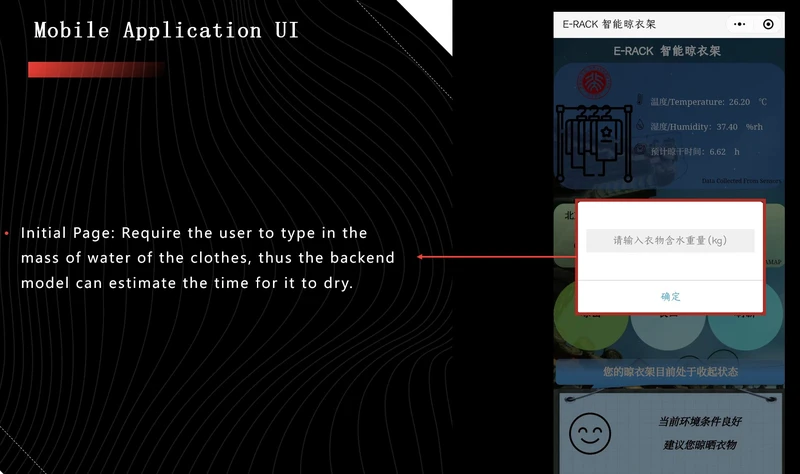 Mobile Application UI
Initial Page: Require the user to type in the
mass of water of the clothes, thus the backend
model can estimate the time for it to dry.
E-RACK 智能晾衣架
E-RACK 智能晾衣架
温度/Temperature: 26.20 ℃
湿度/Humidity: 37.40 %rh
预计晾干时间: 6.62 h
Data Collected From Sensors
北
请输入衣物含水重量(kg)
AMAP
确定
您的晾衣架目前处于收起状态
当前环境条件良好
建议您晾晒衣物